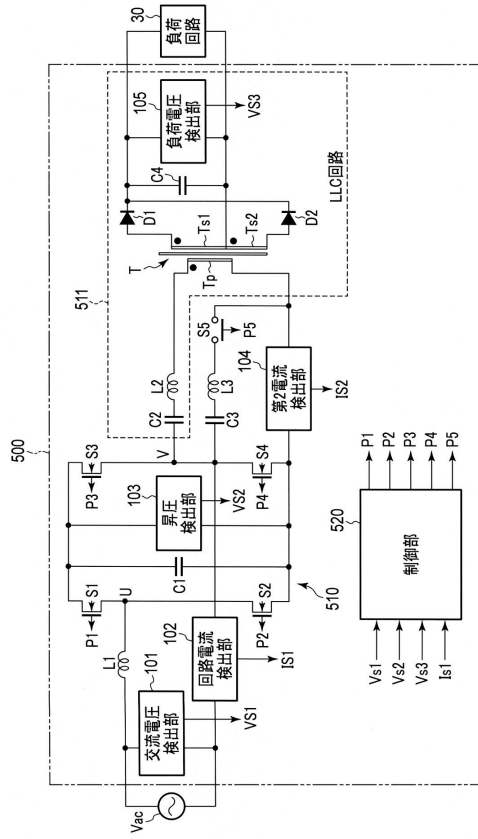 500
511
LLC回路
30
負荷
回路
105
負荷電圧
検出部
VS3
C4
D1
D2
Ts1
Ts2
T
Tp
L2
L3
S5
P5
C2
C3
104
第2電流
検出部
IS2
V
S3
P3
S4
P4
103
昇圧
検出部
VS2
C1
S1
P1
U
S2
P2
510
L1
102
回路電流
検出部
IS1
101
交流電圧
検出部
VS1
Vac
520
制御部
Vs1
Vs2
Vs3
Is1
P1
P2
P3
P4
P5